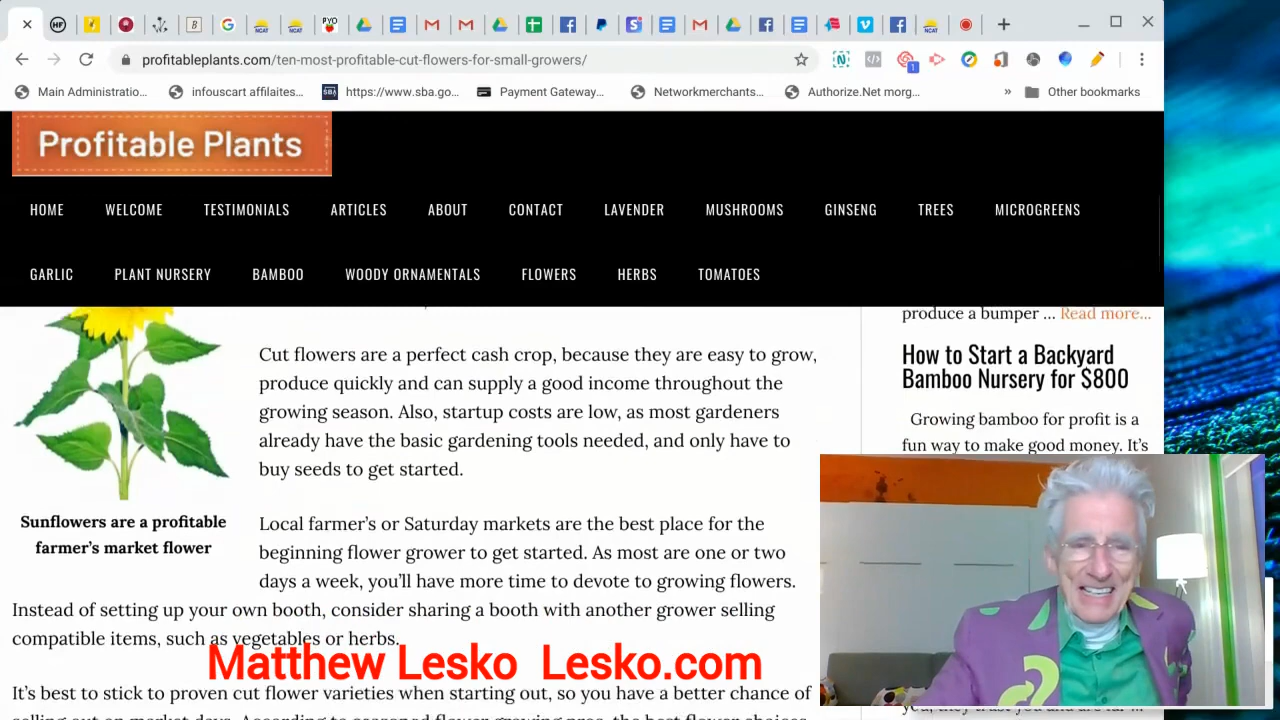 profitableplants.com/ten-most-profitable-cut-flowers-for-small-growers/
Main Administratio...
infouscart affilaites...
https://www.sba.go...
Payment Gateway...
Networkmerchants...
Authorize.Net morg...
»
Other bookmarks
Profitable Plants
HOME WELCOME TESTIMONIALS ARTICLES ABOUT CONTACT LAVENDER MUSHROOMS GINSENG TREES MICROGREENS
GARLIC PLANT NURSERY BAMBOO WOODY ORNAMENTALS FLOWERS HERBS TOMATOES
Sunflowers are a profitable
farmer's market flower
Cut flowers are a perfect cash crop, because they are easy to grow,
produce quickly and can supply a good income throughout the
growing season. Also, startup costs are low, as most gardeners
already have the basic gardening tools needed, and only have to
buy seeds to get started.
Local farmer's or Saturday markets are the best place for the
beginning flower grower to get started. As most are one or two
days a week, you'll have more time to devote to growing flowers.
Instead of setting up your own booth, consider sharing a booth with another grower selling
compatible items, such as vegetables or herbs.
It's best to stick to proven cut flower varieties when starting out, so you have a better chance of
produce a bumper ... Read more...
How to Start a Backyard
Bamboo Nursery for $800
Growing bamboo for profit is a
fun way to make good money. It's
Matthew Lesko Lesko.com